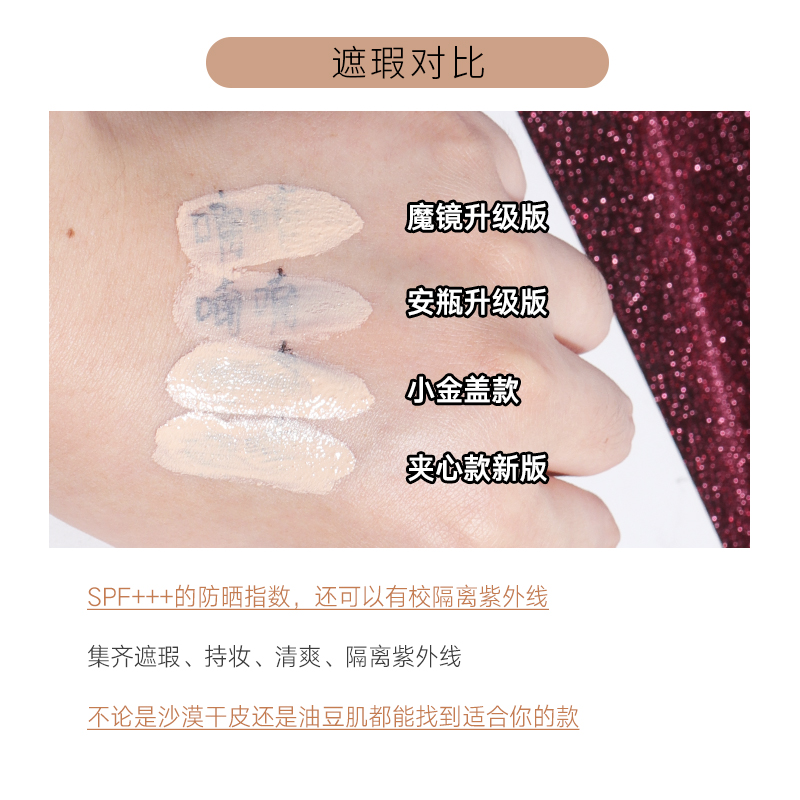 遮瑕对比
魔镜升级版
安瓶升级版
小金盖款
夹心款新版
SPF+++的防晒指数，还可以有校隔离紫外线
集齐遮瑕、持妆、清爽、隔离紫外线
不论是沙漠干皮还是油豆肌都能找到适合你的款